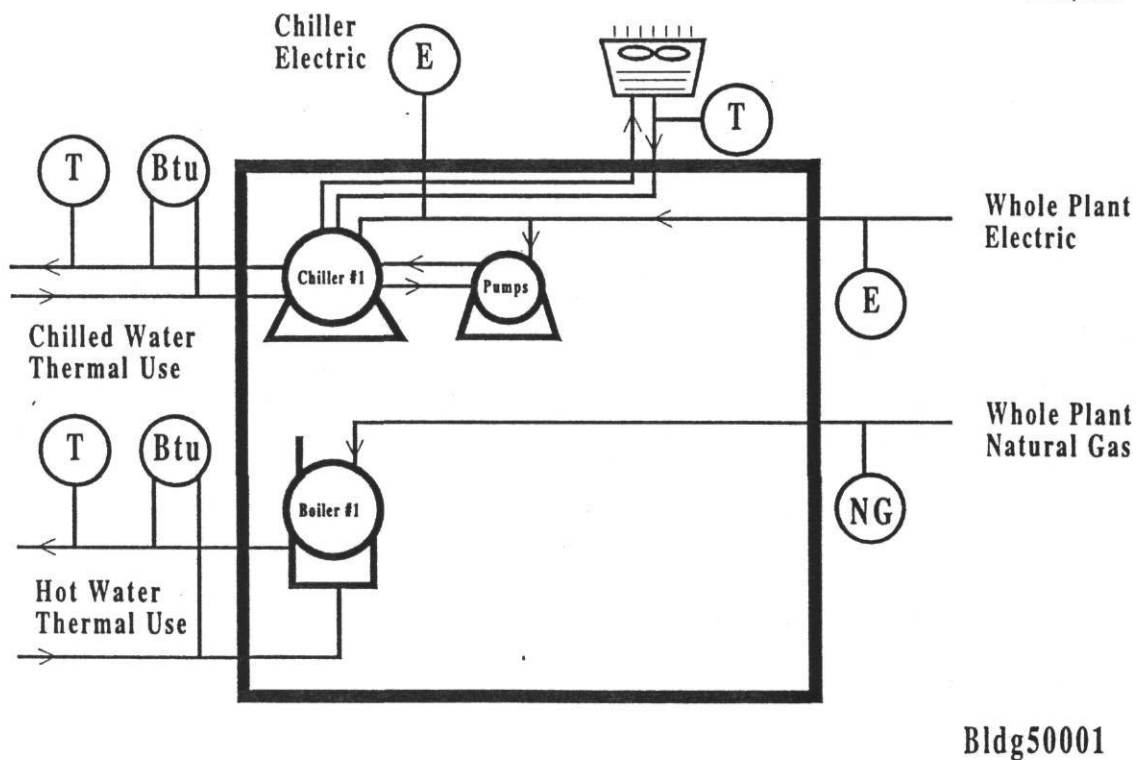 Chiller
Electric
E
T
T
Btu
Whole Plant
Electric
Chiller #1
Pumps
E
Chilled Water
Thermal Use
Whole Plant
Natural Gas
T
Btu
Boiler #1
NG
Hot Water
Thermal Use
Bldg50001